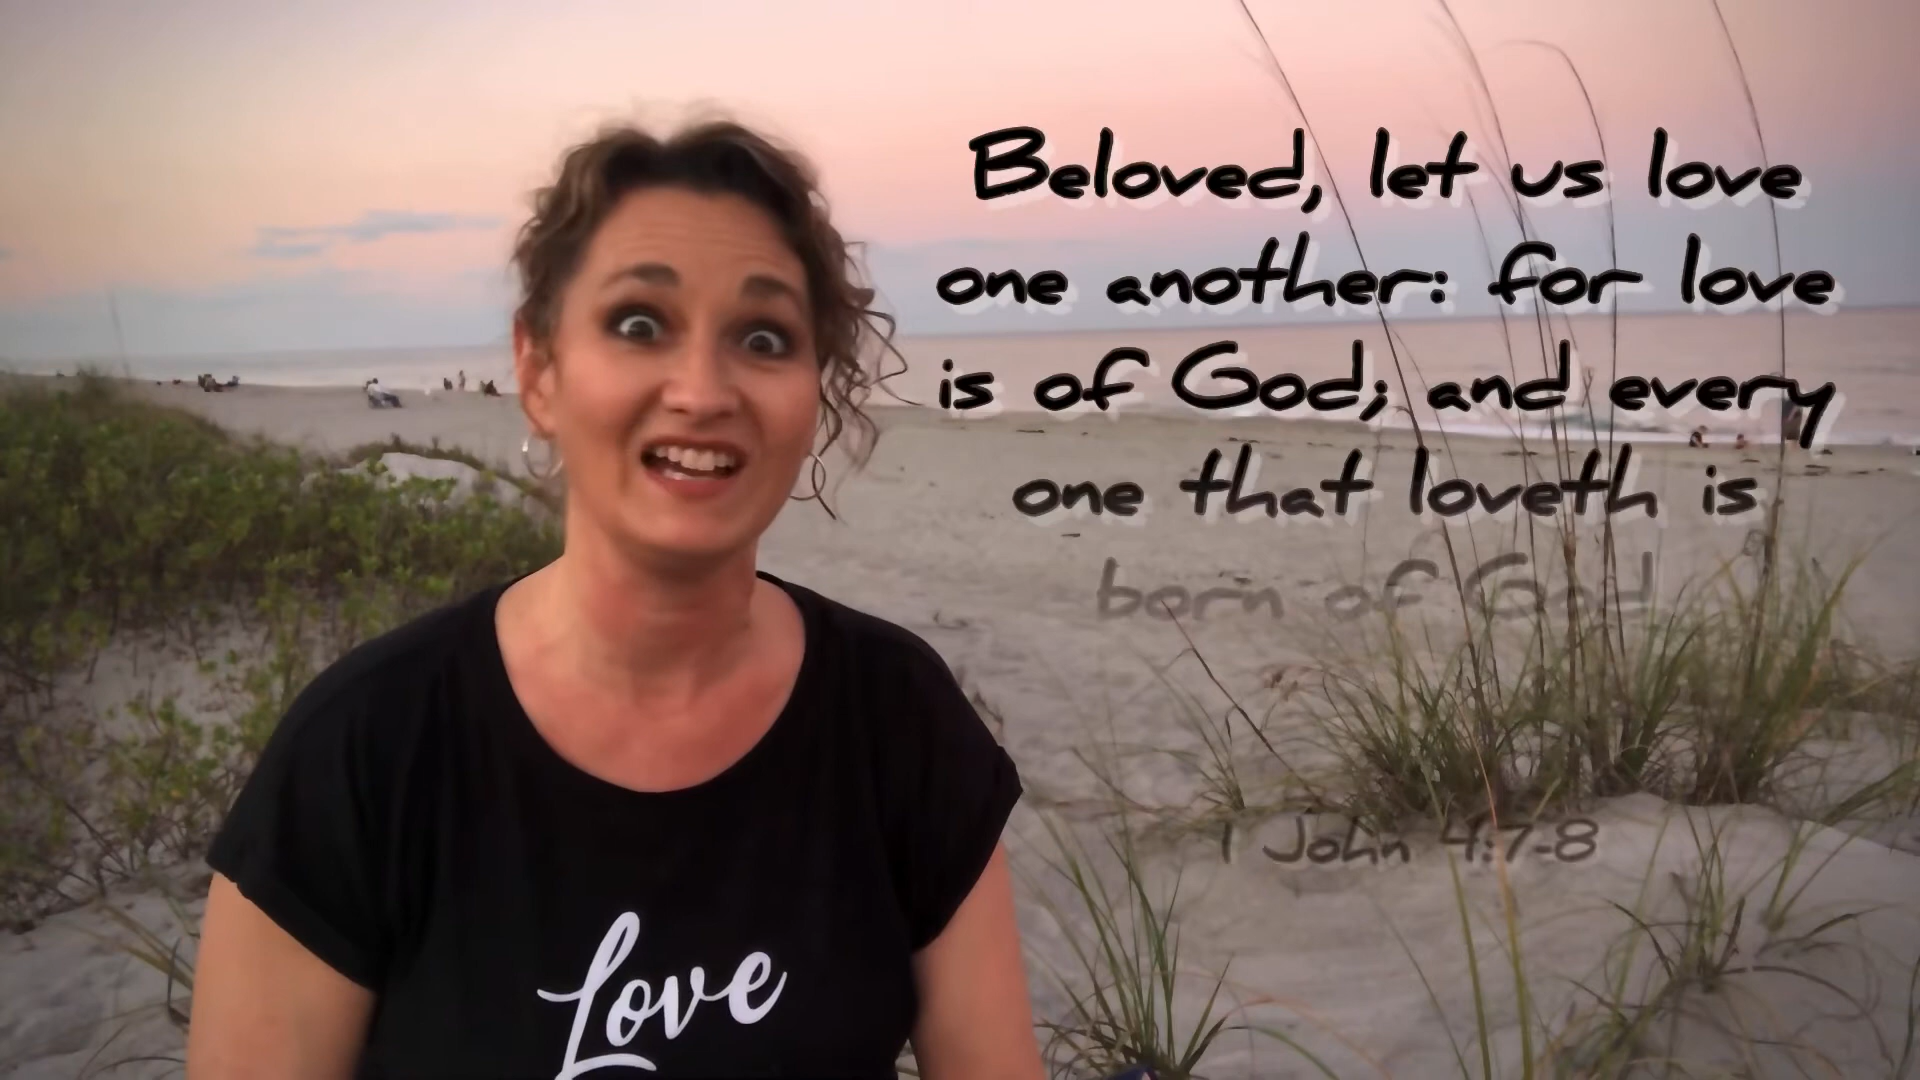 Beloved, let us love
one another: for love
is of God; and every
one that loveth is
born of God
1 John 4:7-8
Love